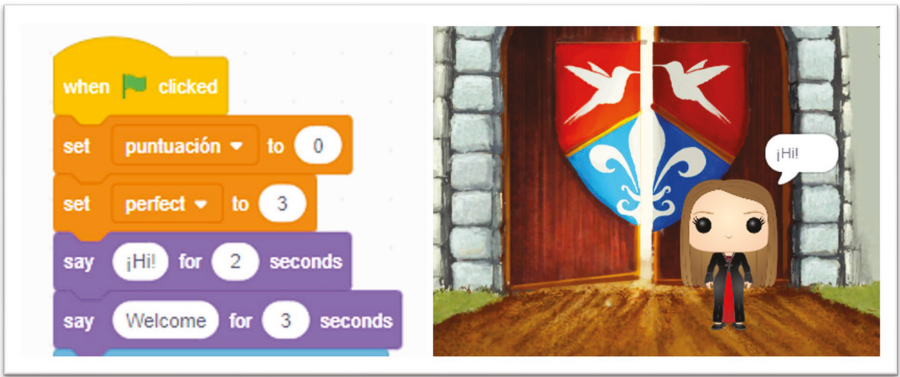 when clicked
set puntuación to 0
set perfect to 3
say ¡Hi! for 2 seconds
say Welcome for 3 seconds
¡Hi!